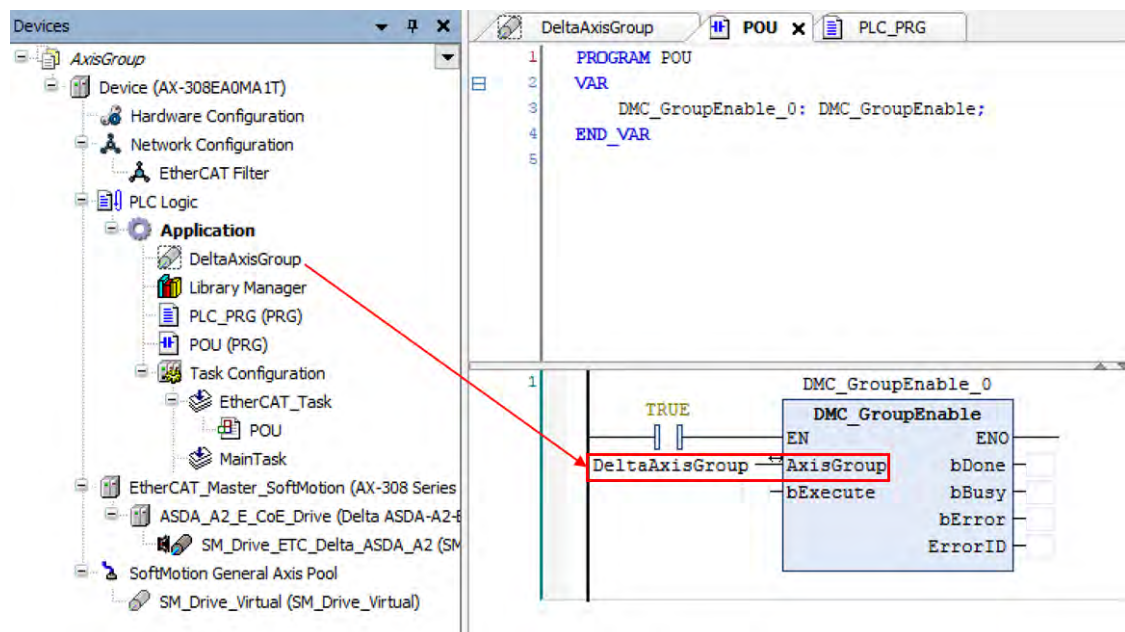 Devices
AxisGroup
Device (AX-308EA0MA1T)
Hardware Configuration
Network Configuration
EtherCAT Filter
PLC Logic
Application
DeltaAxisGroup
Library Manager
PLC_PRG (PRG)
POU (PRG)
Task Configuration
EtherCAT_Task
POU
MainTask
EtherCAT_Master_SoftMotion (AX-308 Series
ASDA_A2_E_CoE_Drive (Delta ASDA-A2-E
SM_Drive_ETC_Delta_ASDA_A2 (SM
SoftMotion General Axis Pool
SM_Drive_Virtual (SM_Drive_Virtual)
DeltaAxisGroup POU X PLC_PRG
1 PROGRAM POU
2 VAR
3 DMC_GroupEnable_0: DMC_GroupEnable;
4 END_VAR
5
1 DMC_GroupEnable_0
TRUE DMC_GroupEnable
EN ENO
DeltaAxisGroup AxisGroup bDone
bExecute bBusy
bError
ErrorID